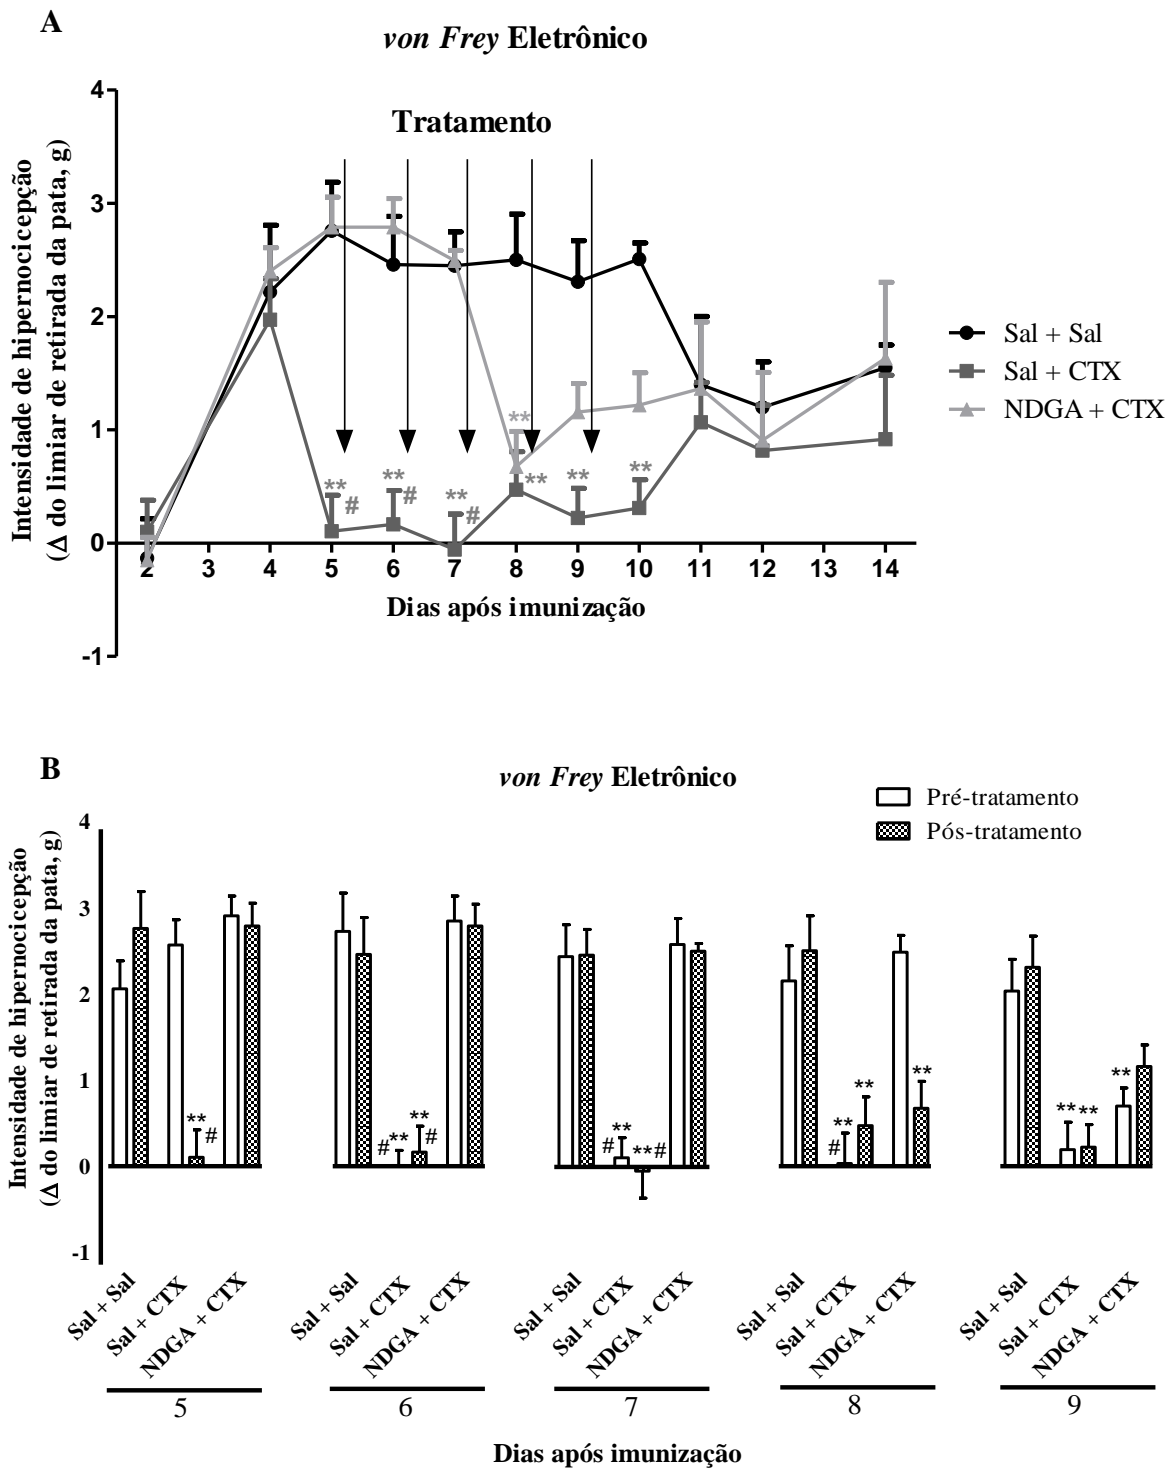 A
von Frey Eletrônico
Tratamento
Intensidade de hipernocicepção
(Δ do limiar de retirada da pata, g)
4
3
2
1
0
-1
** #
** #
** #
**
**
**
**
2 3 4 5 6 7 8 9 10 11 12 13 14
Dias após imunização
Sal + Sal
Sal + CTX
NDGA + CTX
B
von Frey Eletrônico
Pré-tratamento
Pós-tratamento
Intensidade de hipernocicepção
(Δ do limiar de retirada da pata, g)
4
3
2
1
0
-1
** #
# ** ** #
# ** ** #
# ** ** **
** ** **
Sal + Sal Sal + CTX NDGA + CTX
Sal + Sal Sal + CTX NDGA + CTX
Sal + Sal Sal + CTX NDGA + CTX
Sal + Sal Sal + CTX NDGA + CTX
Sal + Sal Sal + CTX NDGA + CTX
5 6 7 8 9
Dias após imunização